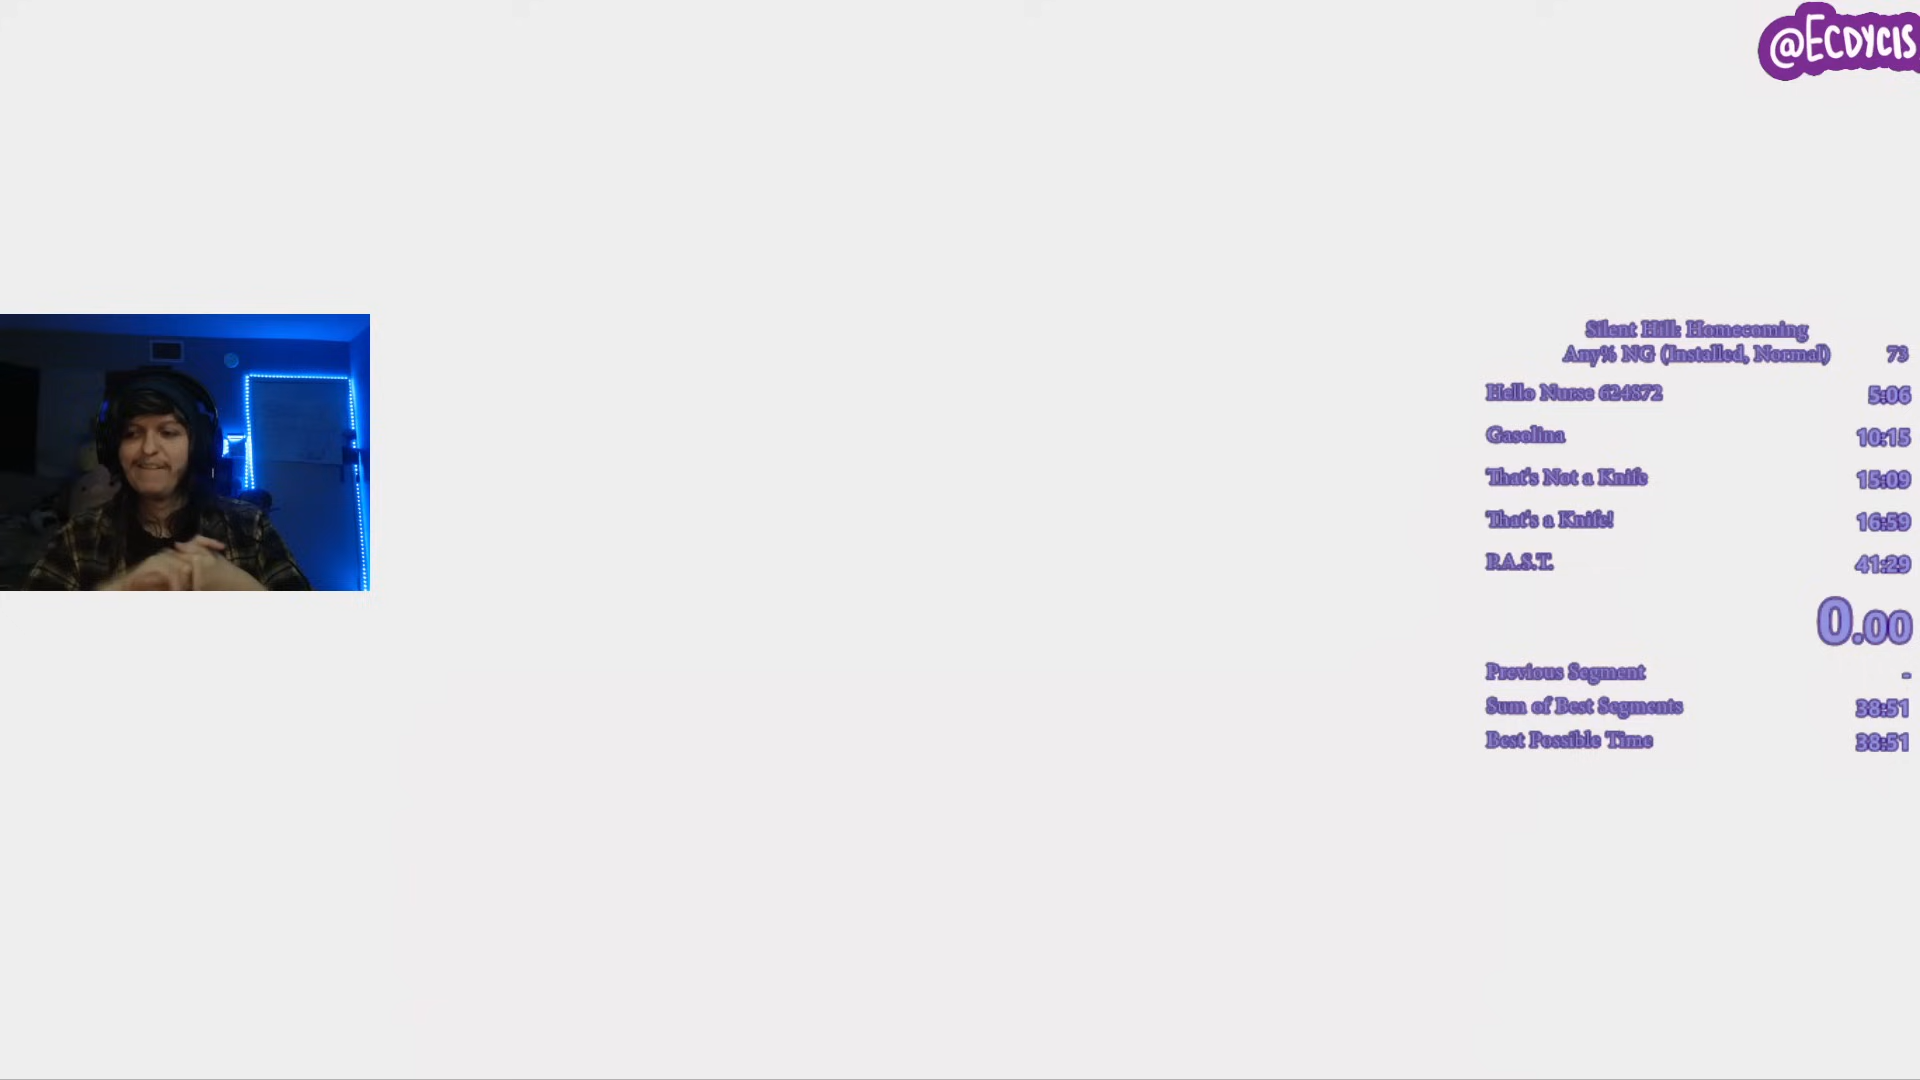 @ECDYCIS
Silent Hill: Homecoming
Any% NG (Installed, Normal) 73
Hello Nurse 624872 5:06
Gasolina 10:15
That's Not a Knife 15:09
That's a Knife! 16:59
P.A.S.T. 41:29
0.00
Previous Segment -
Sum of Best Segments 38:51
Best Possible Time 38:51